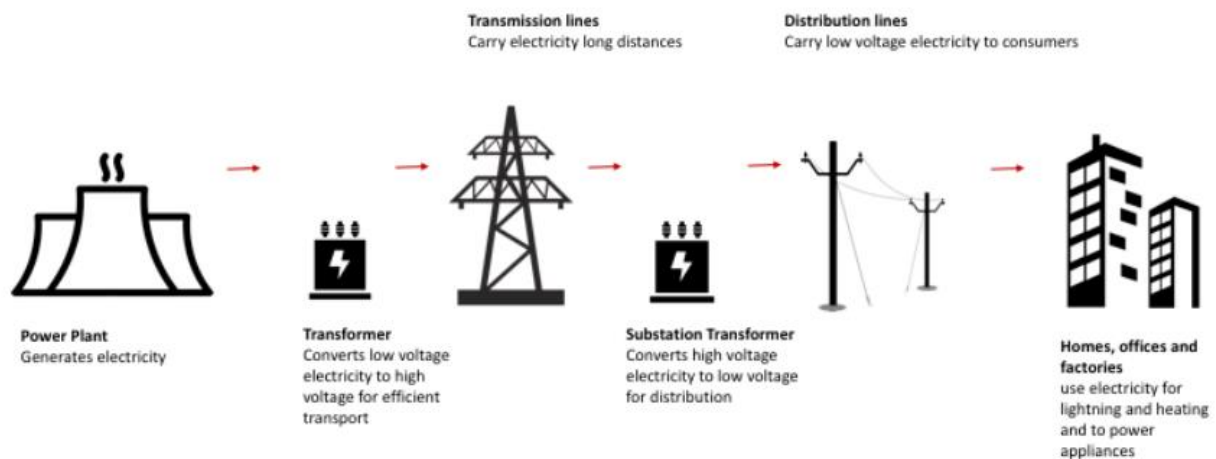 Transmission lines
Carry electricity long distances
Distribution lines
Carry low voltage electricity to consumers
Power Plant
Generates electricity
Transformer
Converts low voltage
electricity to high
voltage for efficient
transport
Substation Transformer
Converts high voltage
electricity to low voltage
for distribution
Homes, offices and
factories
use electricity for
lightning and heating
and to power
appliances